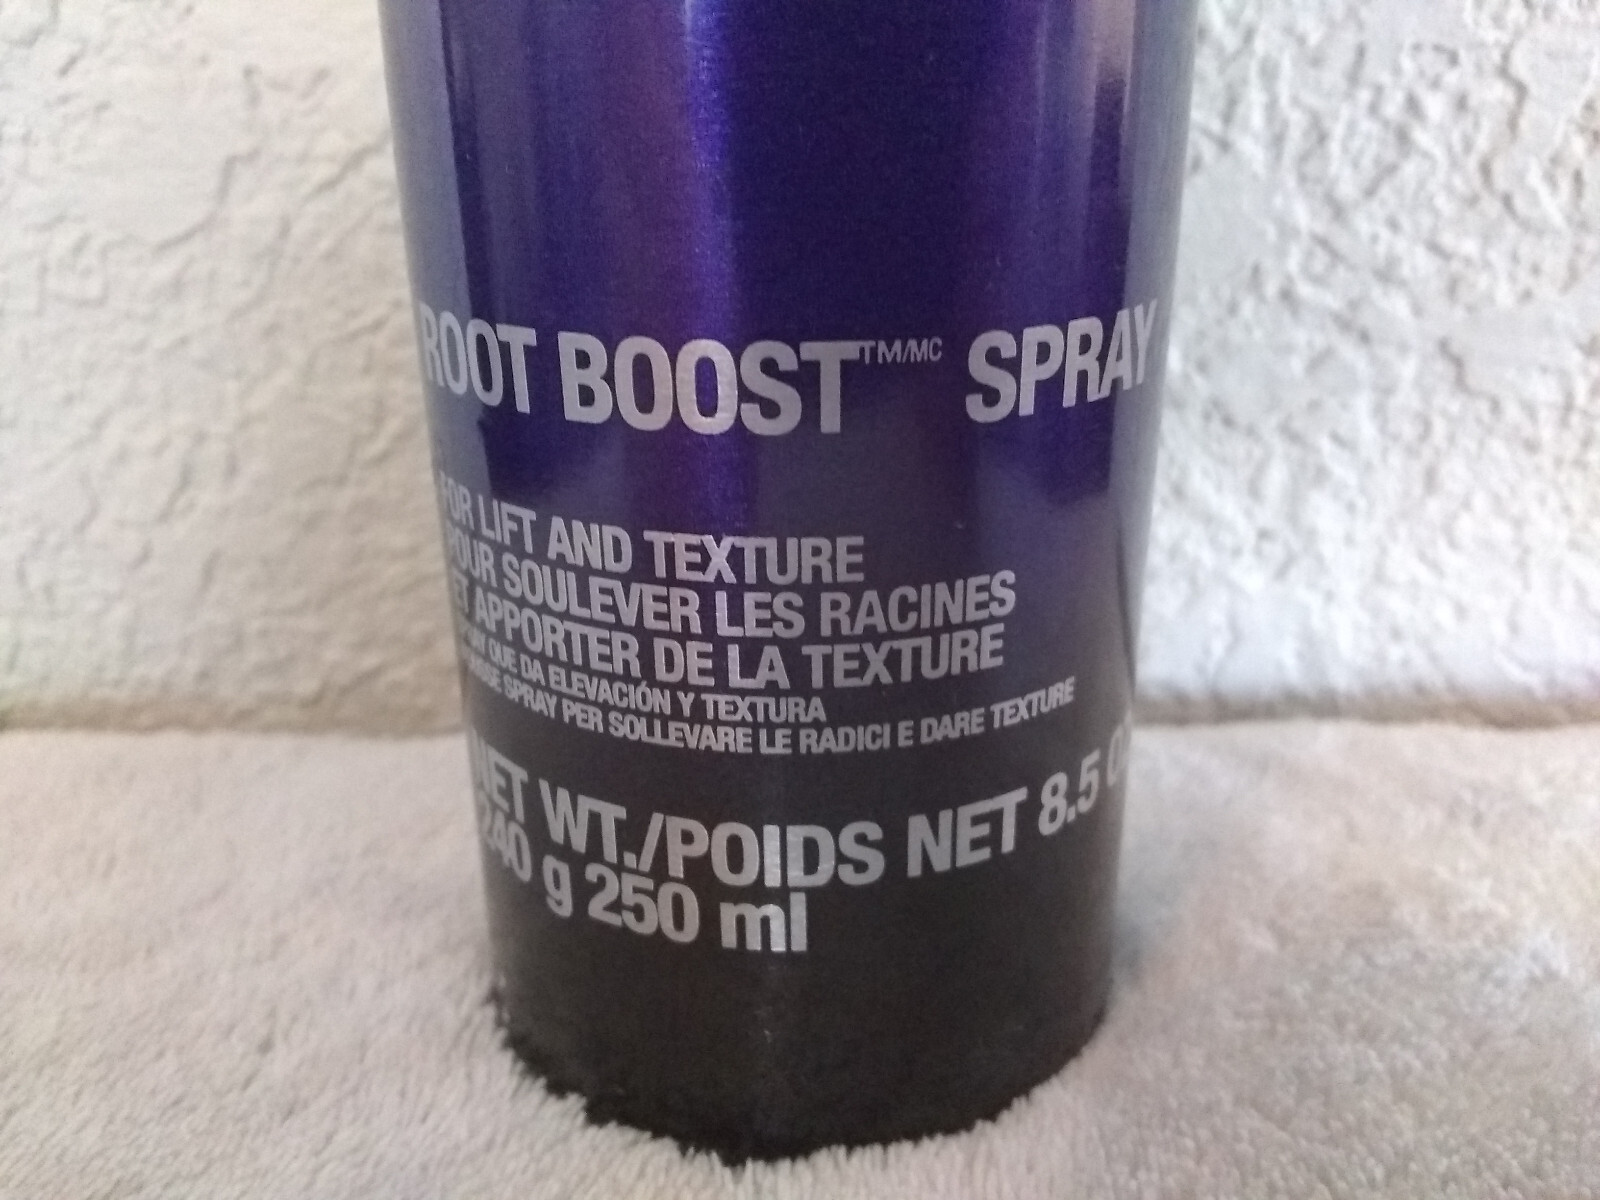 ROOT BOOST™/MC SPRAY
FOR LIFT AND TEXTURE
POUR SOULEVER LES RACINES
ET APPORTER DE LA TEXTURE
QUE DA ELEVACIÓN Y TEXTURA
SPRAY PER SOLLEVARE LE RADICI E DARE TEXTURE
NET WT./POIDS NET 8.5
240 g 250 ml